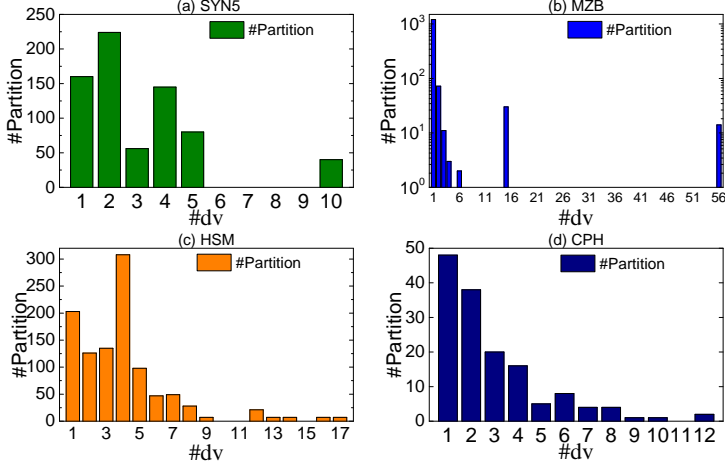 (a) SYN5
250
200
150
100
50
0
#Partition
#Partition
1 2 3 4 5 6 7 8 9 10
#dv
(b) MZB
10³
10²
10¹
10⁰
#Partition
#Partition
1 6 11 16 21 26 31 36 41 46 51 56
#dv
(c) HSM
300
250
200
150
100
50
0
#Partition
#Partition
1 3 5 7 9 11 13 15 17
#dv
(d) CPH
50
40
30
20
10
0
#Partition
#Partition
1 2 3 4 5 6 7 8 9 10 11 12
#dv